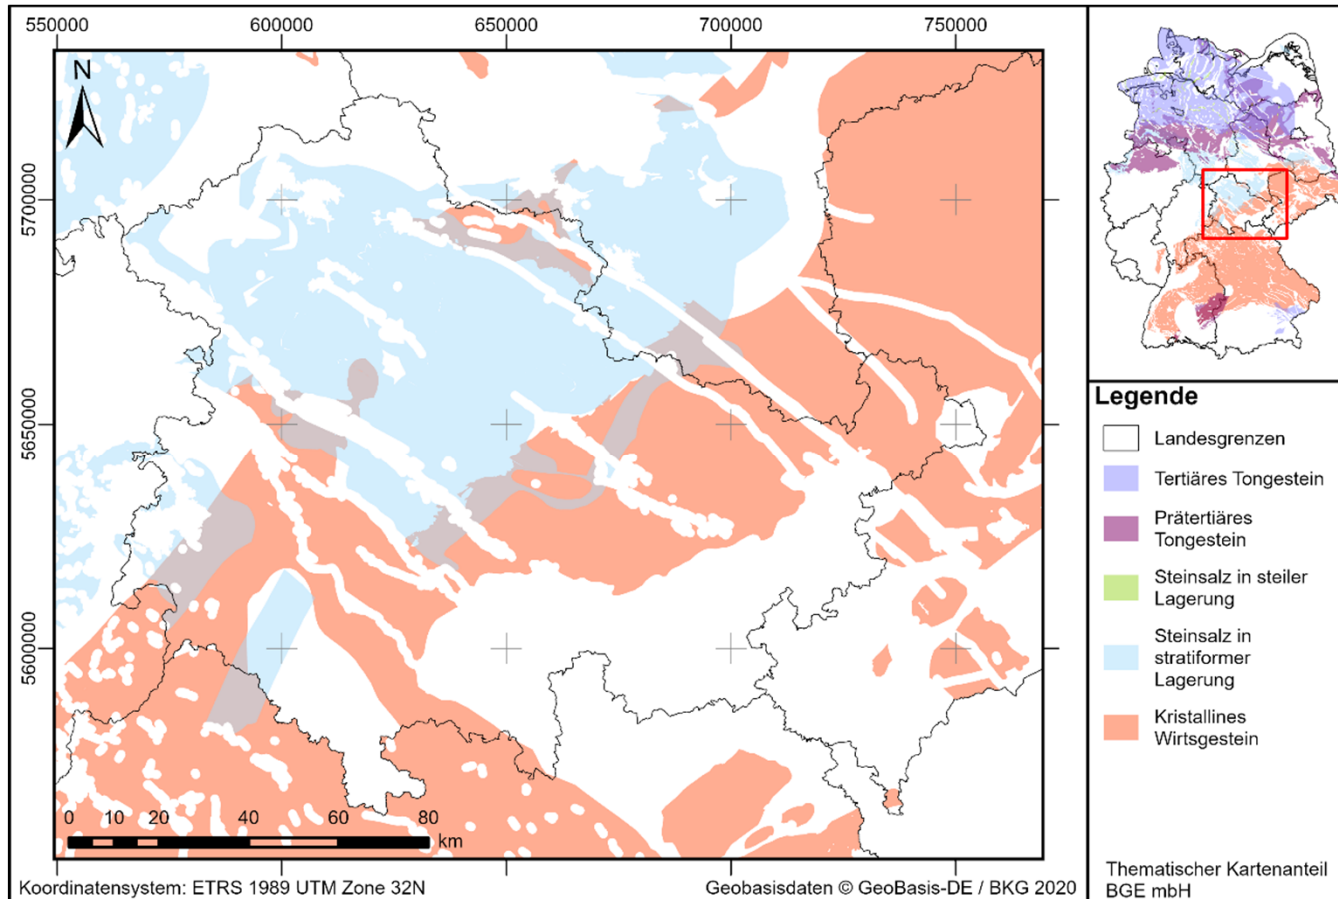 550000
600000
650000
700000
750000
N
5700000
5650000
5600000
0
10
20
40
60
80
km
Koordinatensystem: ETRS 1989 UTM Zone 32N
Geobasisdaten © GeoBasis-DE / BKG 2020
Legende
Landesgrenzen
Tertiäres Tongestein
Prätertiäres
Tongestein
Steinsalz in steiler
Lagerung
Steinsalz in
stratiformer
Lagerung
Kristallines
Wirtsgestein
Thematischer Kartenanteil
BGE mbH